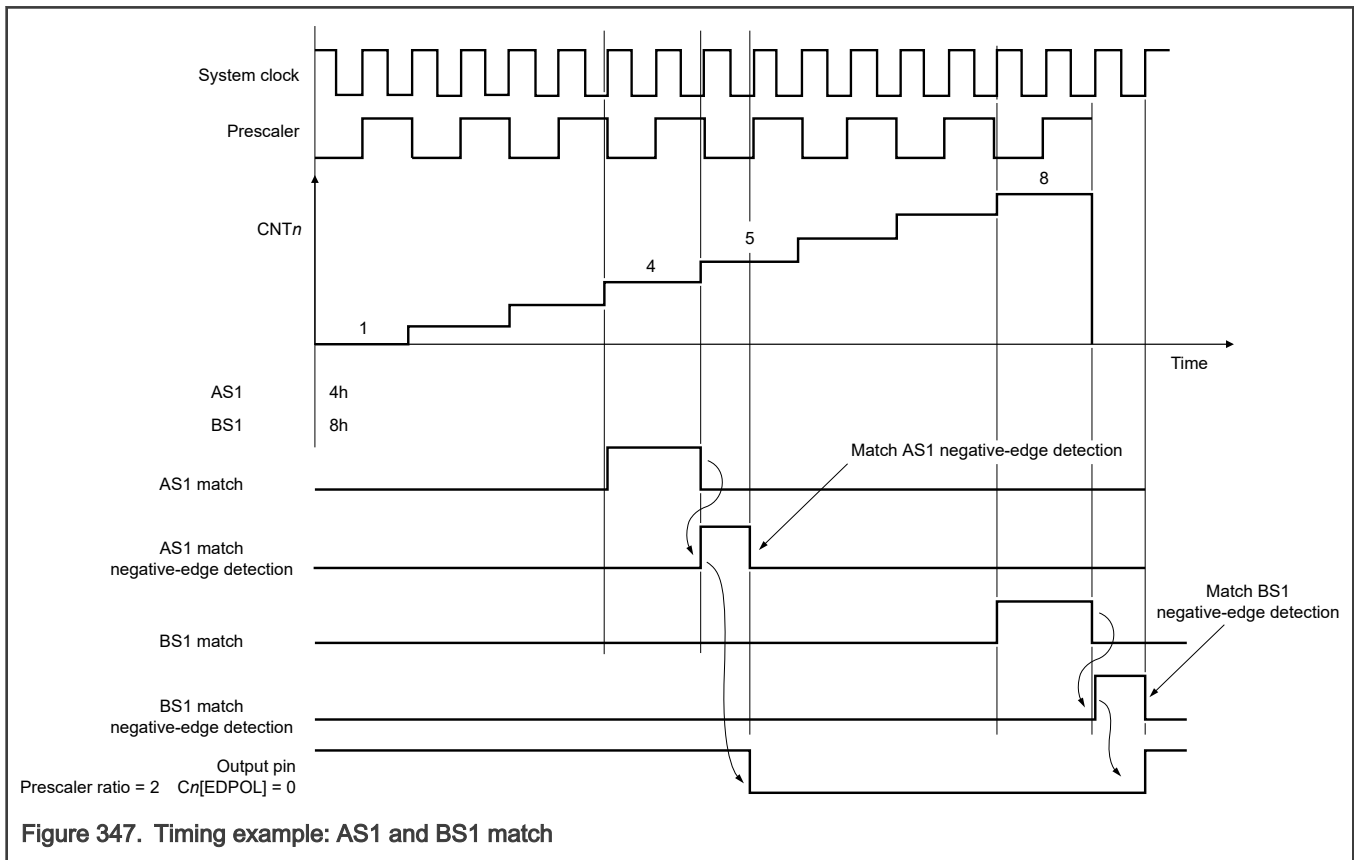 System clock
Prescaler
8
CNTn
5
4
1
Time
AS1 4h
BS1 8h
Match AS1 negative-edge detection
AS1 match
AS1 match
negative-edge detection
Match BS1
negative-edge detection
BS1 match
BS1 match
negative-edge detection
Output pin
Prescaler ratio = 2 Cn[EDPOL] = 0
Figure 347. Timing example: AS1 and BS1 match